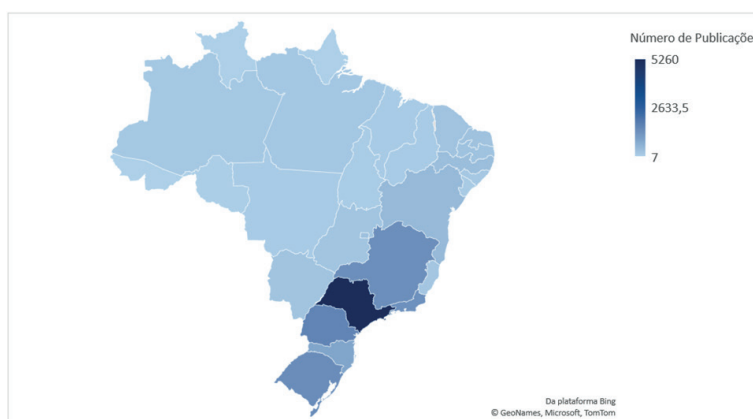 Número de Publicaçõe
5260
2633,5
7
Da plataforma Bing
© GeoNames, Microsoft, TomTom